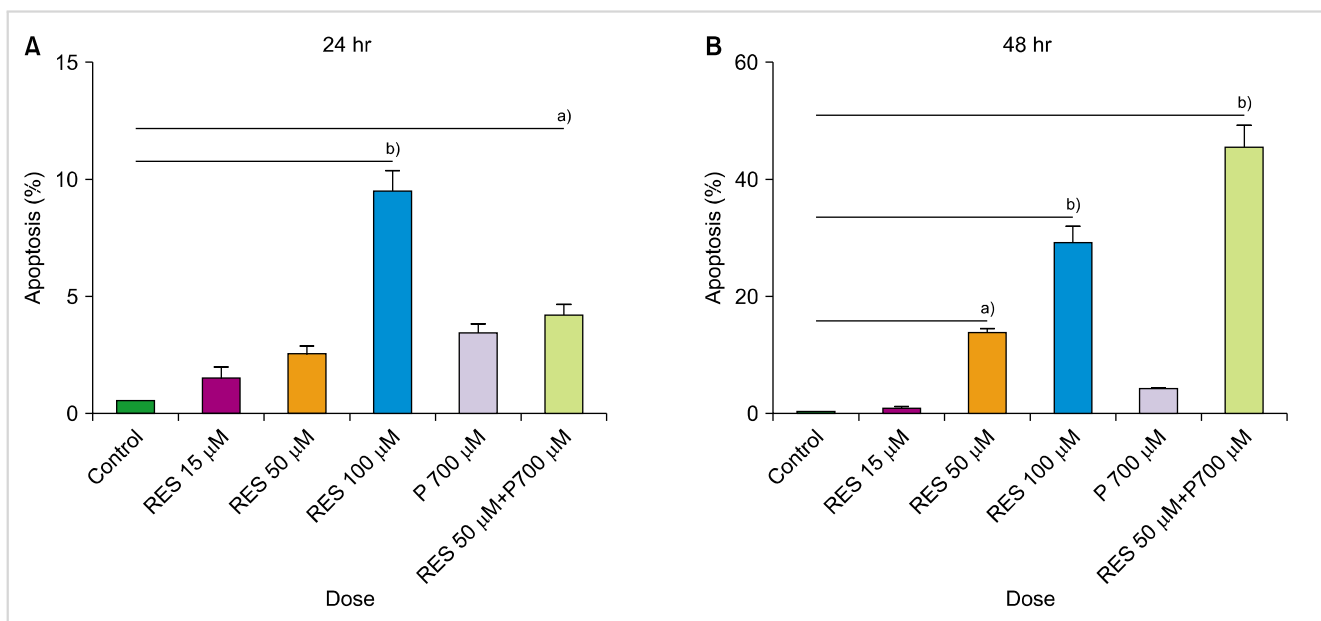 A
24 hr
15
10
5
0
Apoptosis (%)
a)
b)
Control
RES 15 μM
RES 50 μM
RES 100 μM
P 700 μM
RES 50 μM+P700 μM
Dose
B
48 hr
60
40
20
0
Apoptosis (%)
b)
b)
a)
Control
RES 15 μM
RES 50 μM
RES 100 μM
P 700 μM
RES 50 μM+P700 μM
Dose